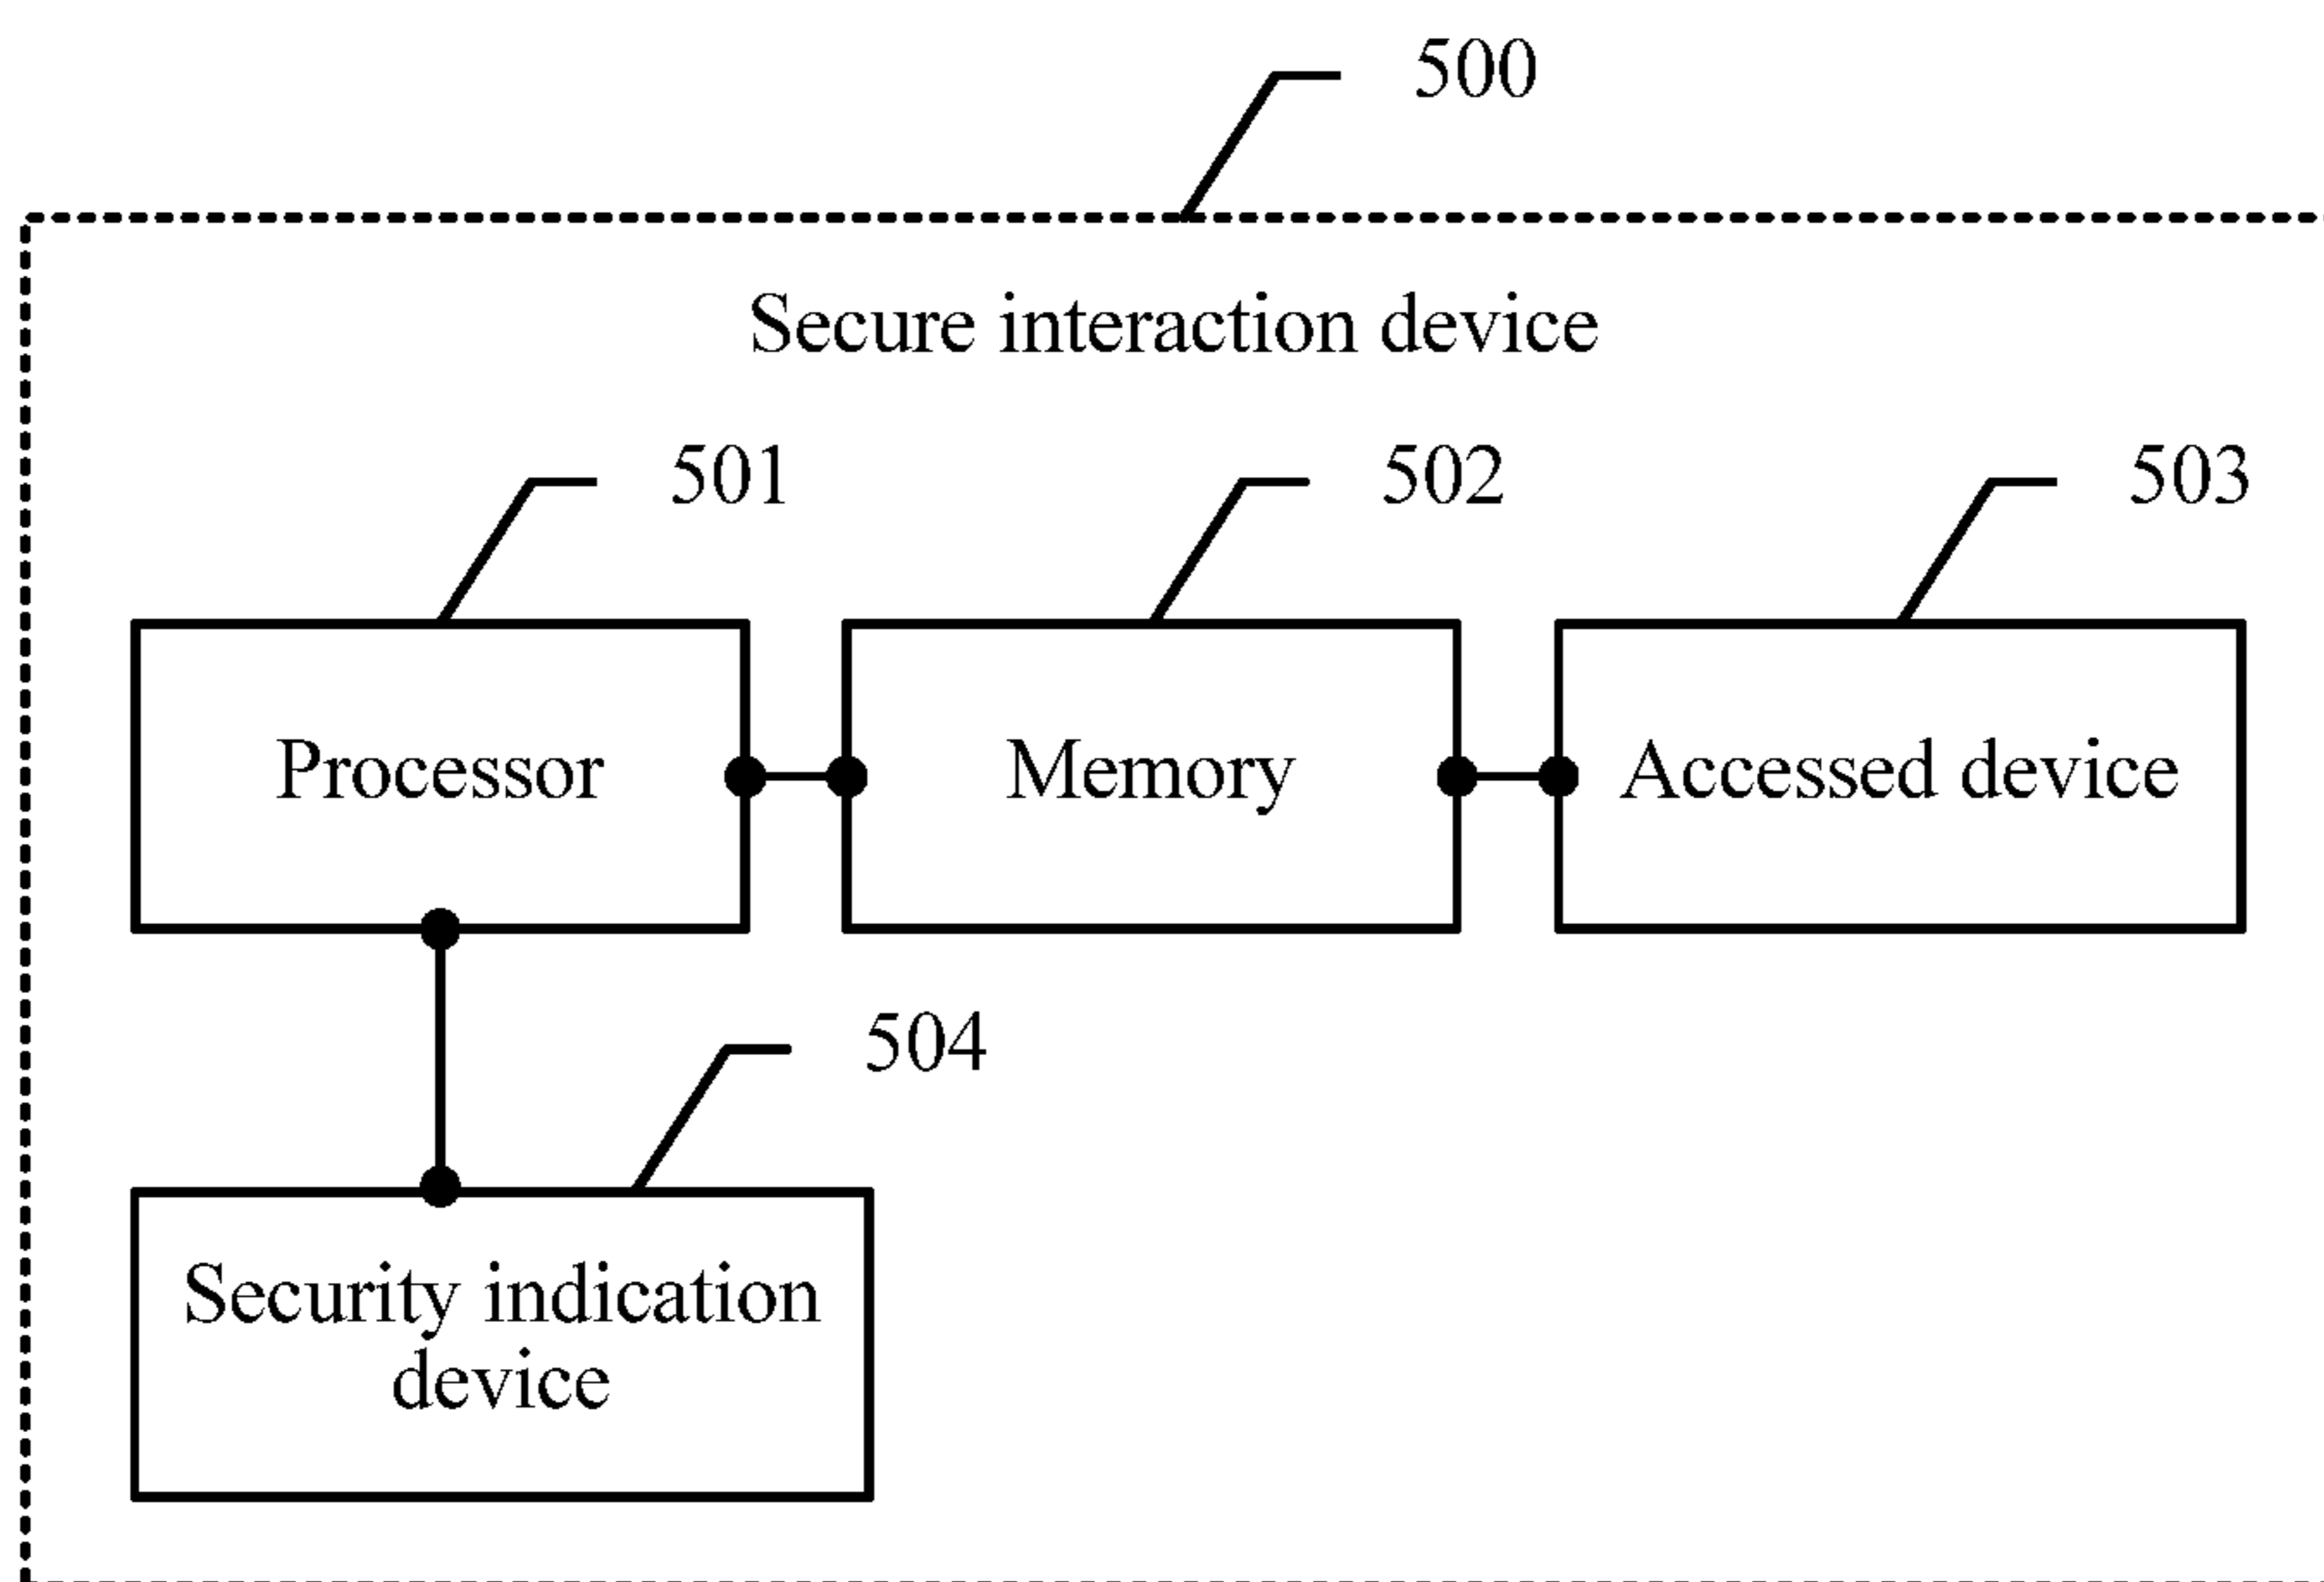 500
Secure interaction device
501
502
503
Processor
Memory
Accessed device
504
Security indication
device